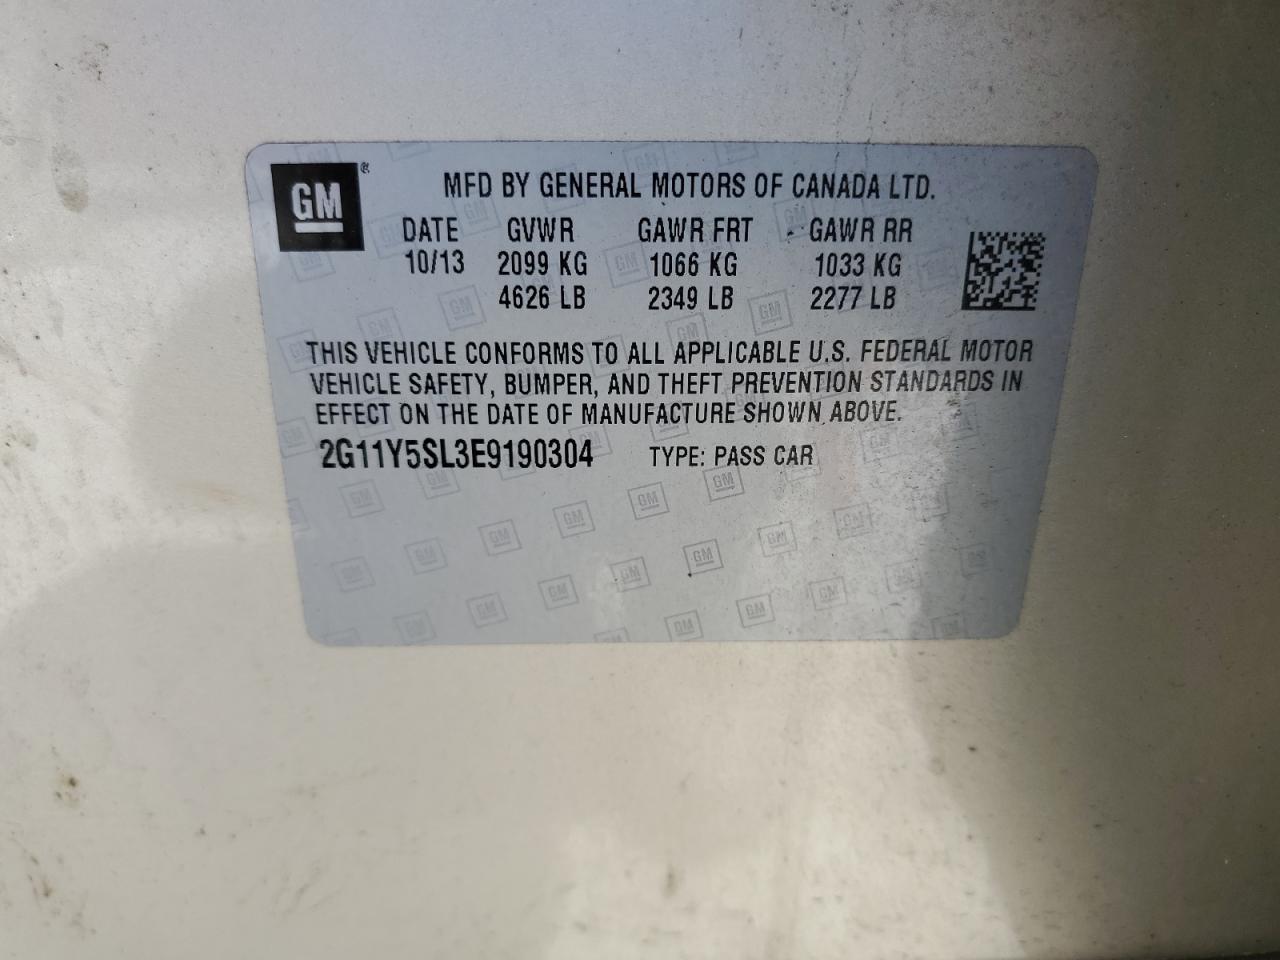 GM®
MFD BY GENERAL MOTORS OF CANADA LTD.
DATE GVWR GAWR FRT GAWR RR
10/13 2099 KG 1066 KG 1033 KG
4626 LB 2349 LB 2277 LB
THIS VEHICLE CONFORMS TO ALL APPLICABLE U.S. FEDERAL MOTOR
VEHICLE SAFETY, BUMPER, AND THEFT PREVENTION STANDARDS IN
EFFECT ON THE DATE OF MANUFACTURE SHOWN ABOVE.
2G11Y5SL3E9190304 TYPE: PASS CAR